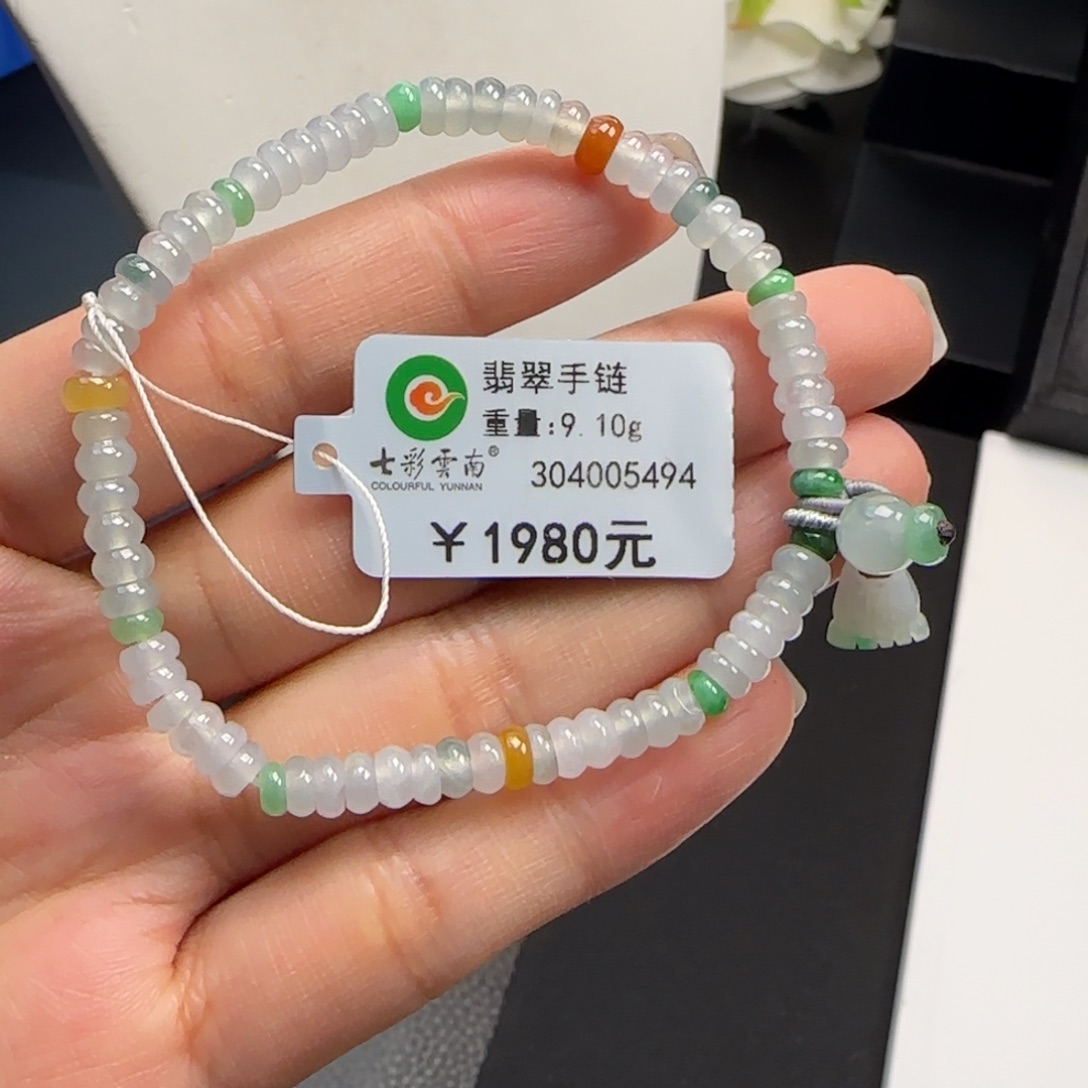 翡翠手链
重量:9.10g
七彩雲南®
COLOURFUL YUNNAN
304005494
￥1980元